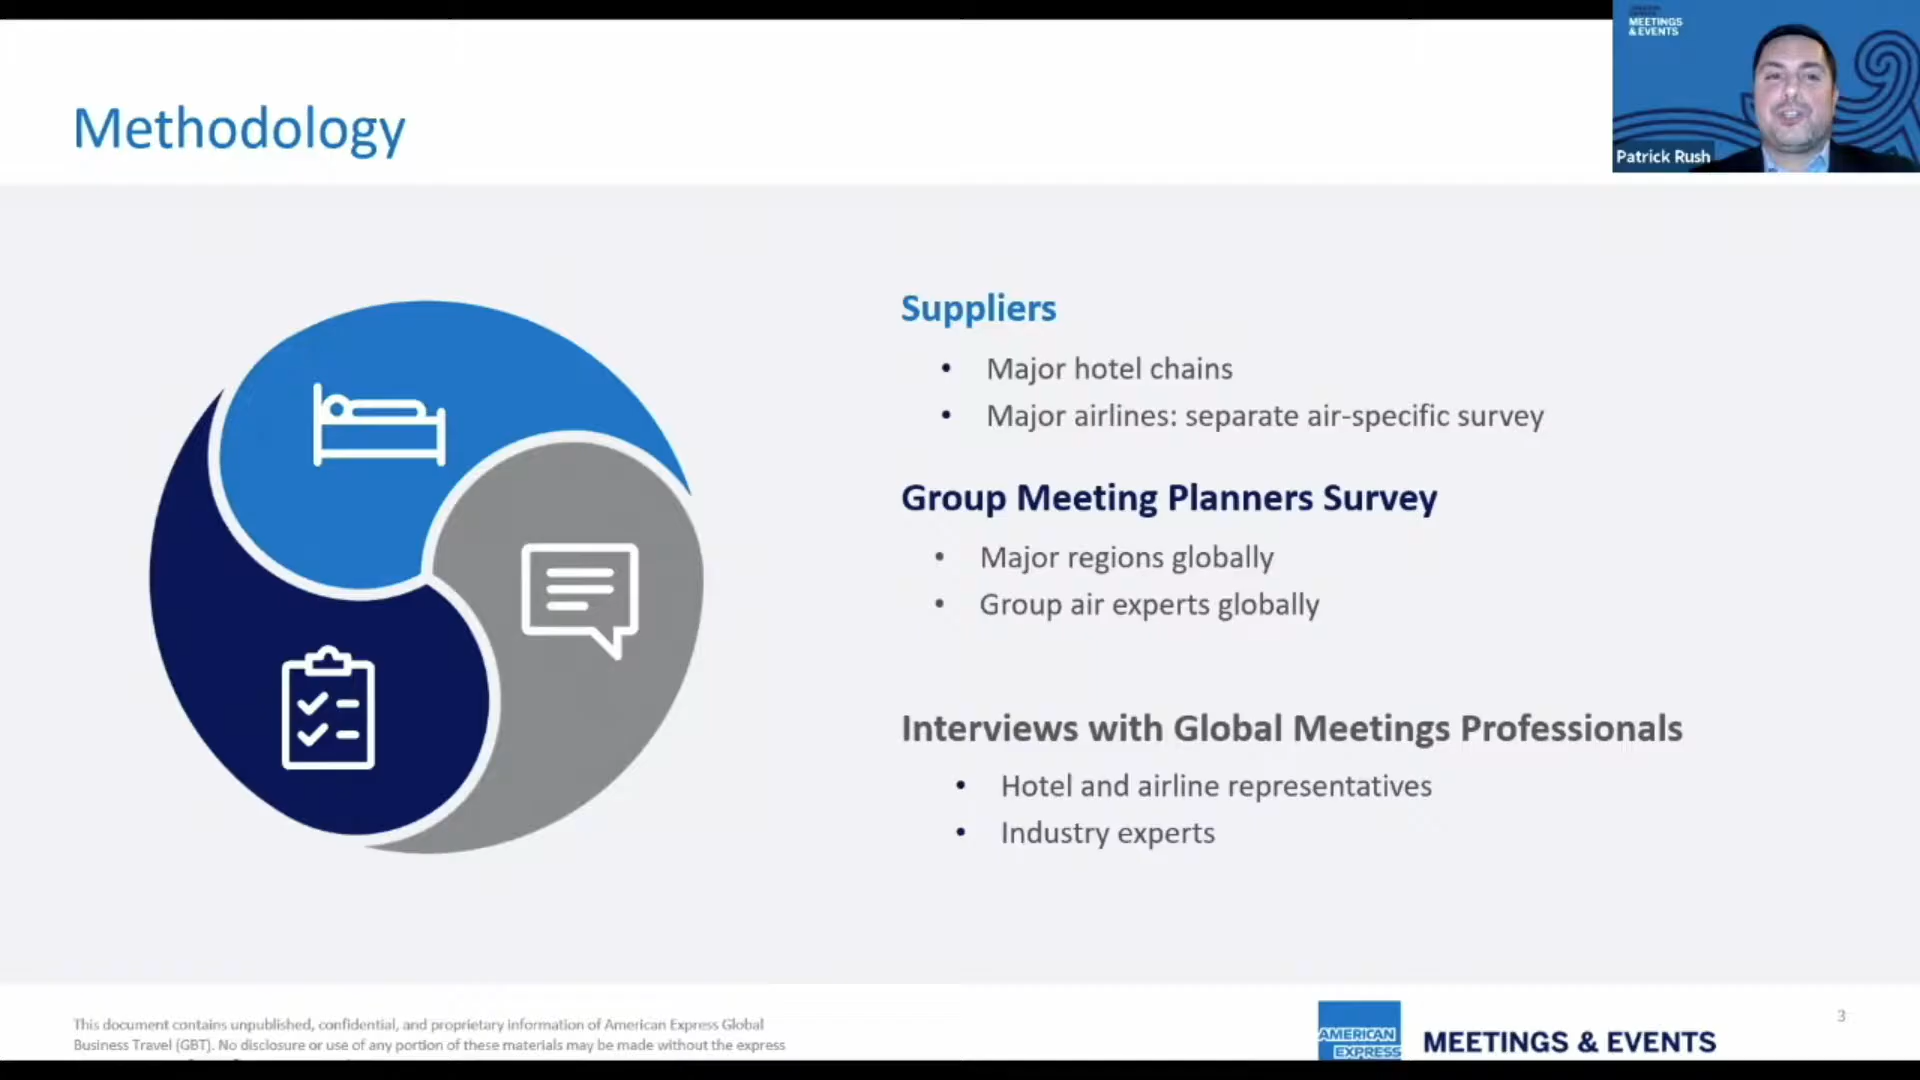 MEETINGS
& EVENTS
Patrick Rush
Methodology
Suppliers
• Major hotel chains
• Major airlines: separate air-specific survey
Group Meeting Planners Survey
• Major regions globally
• Group air experts globally
Interviews with Global Meetings Professionals
• Hotel and airline representatives
• Industry experts
This document contains unpublished, confidential, and proprietary information of American Express Global
Business Travel (GBT). No disclosure or use of any portion of these materials may be made without the express
AMERICAN
EXPRESS
MEETINGS & EVENTS
3